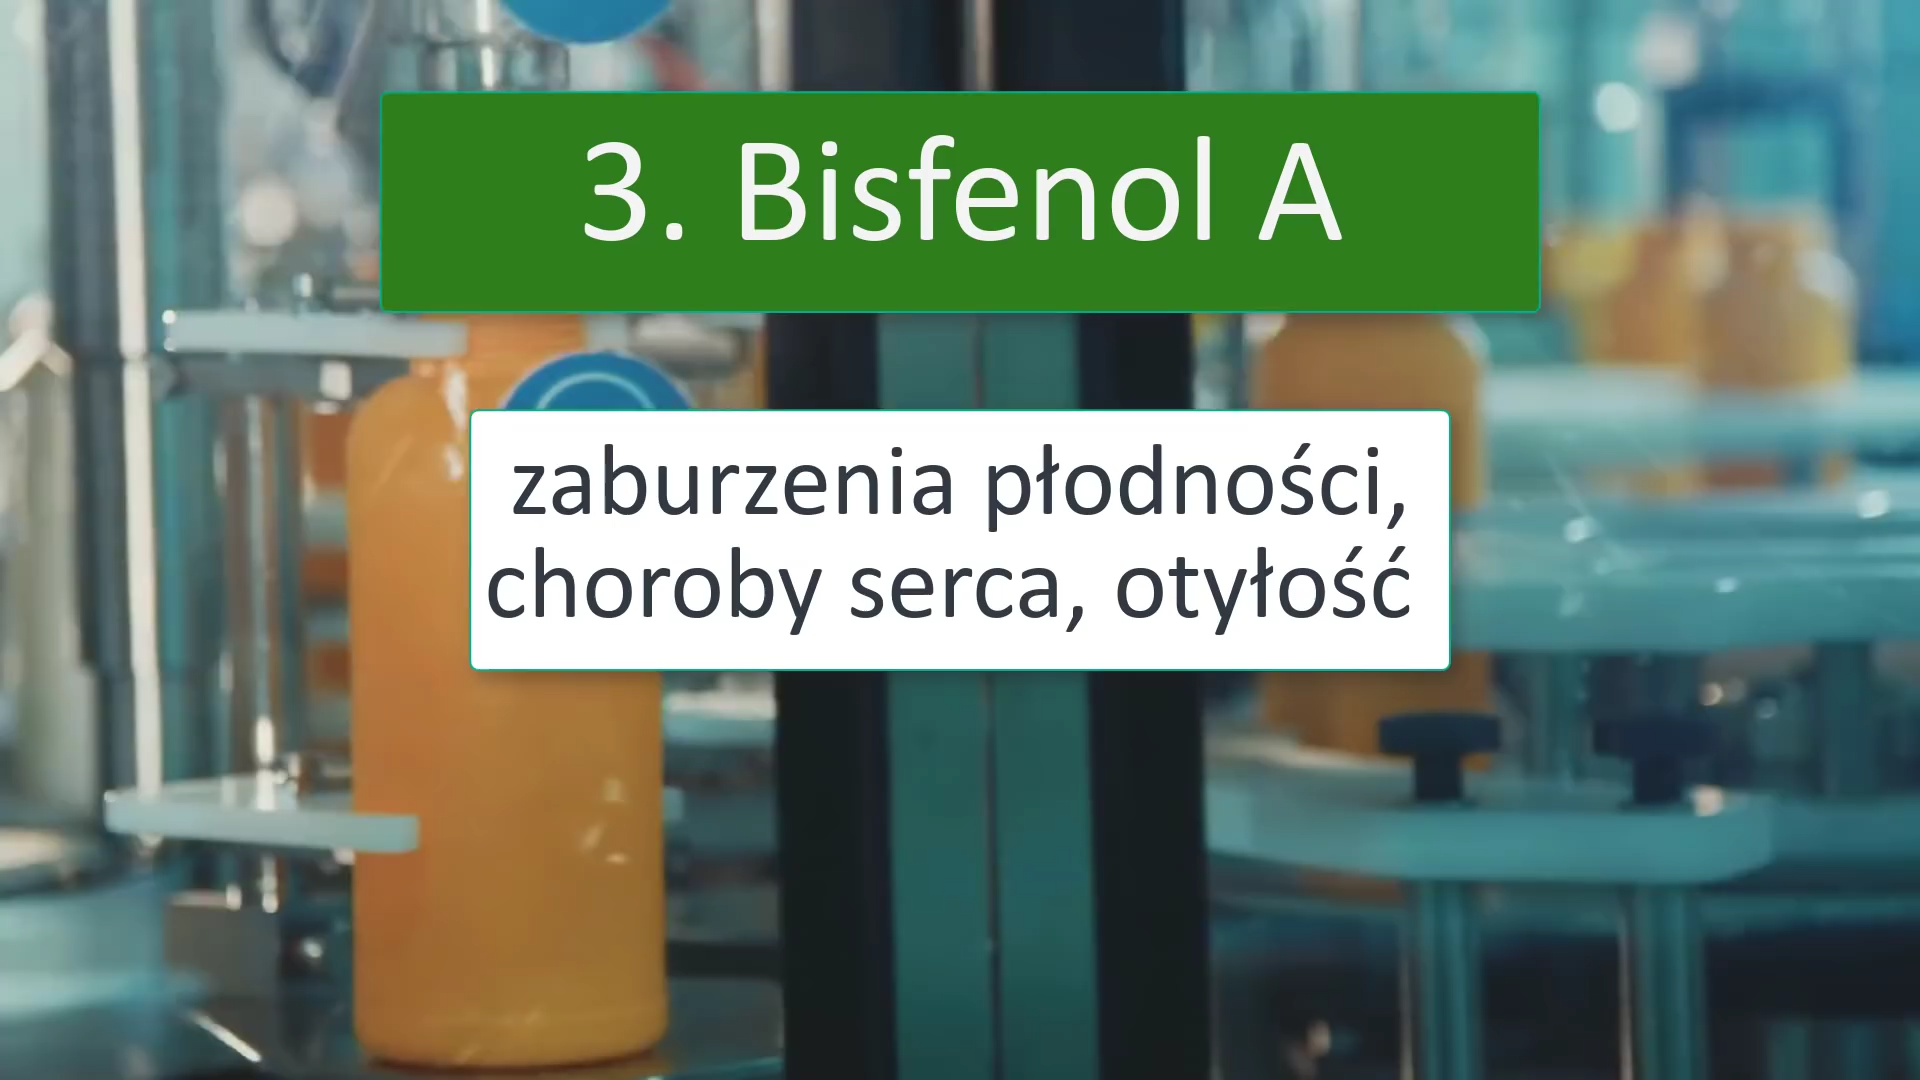 3. Bisfenol A
zaburzenia płodności,
choroby serca, otyłość